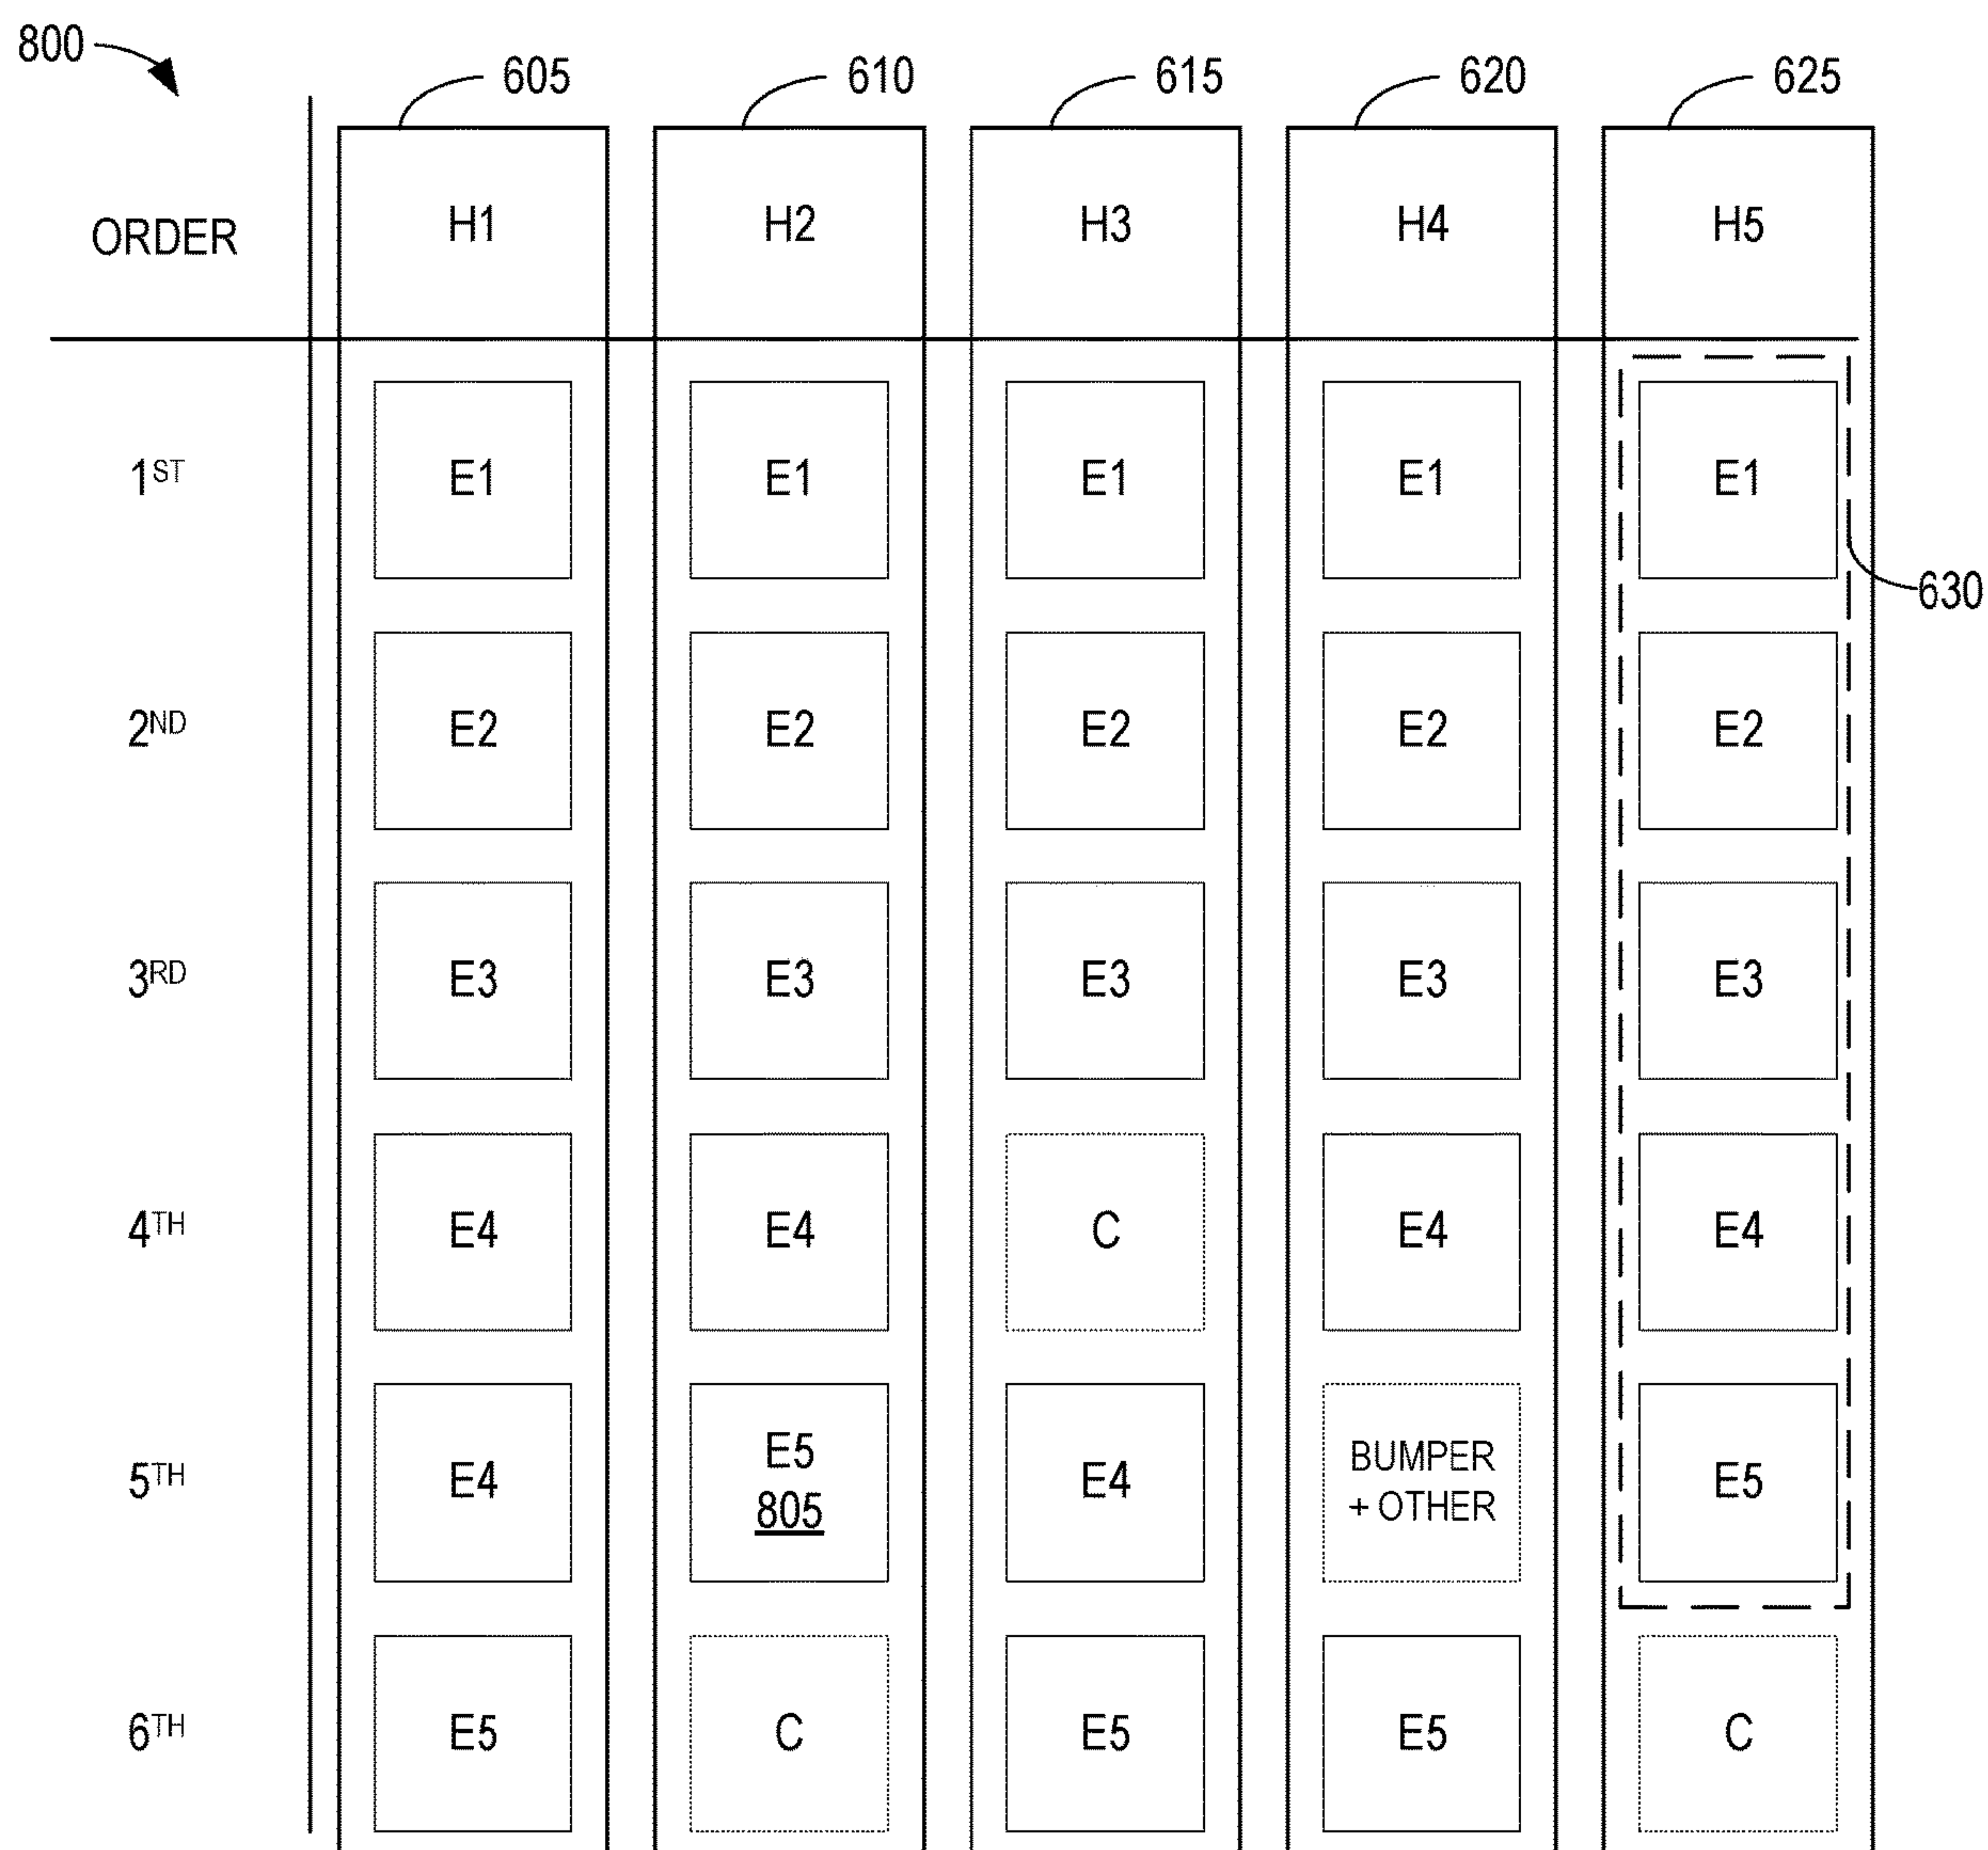 800
605 610 615 620 625
ORDER H1 H2 H3 H4 H5
1ST E1 E1 E1 E1 E1
630
2ND E2 E2 E2 E2 E2
3RD E3 E3 E3 E3 E3
4TH E4 E4 C E4 E4
5TH E4 E5 805 E4 BUMPER + OTHER E5
6TH E5 C E5 E5 C